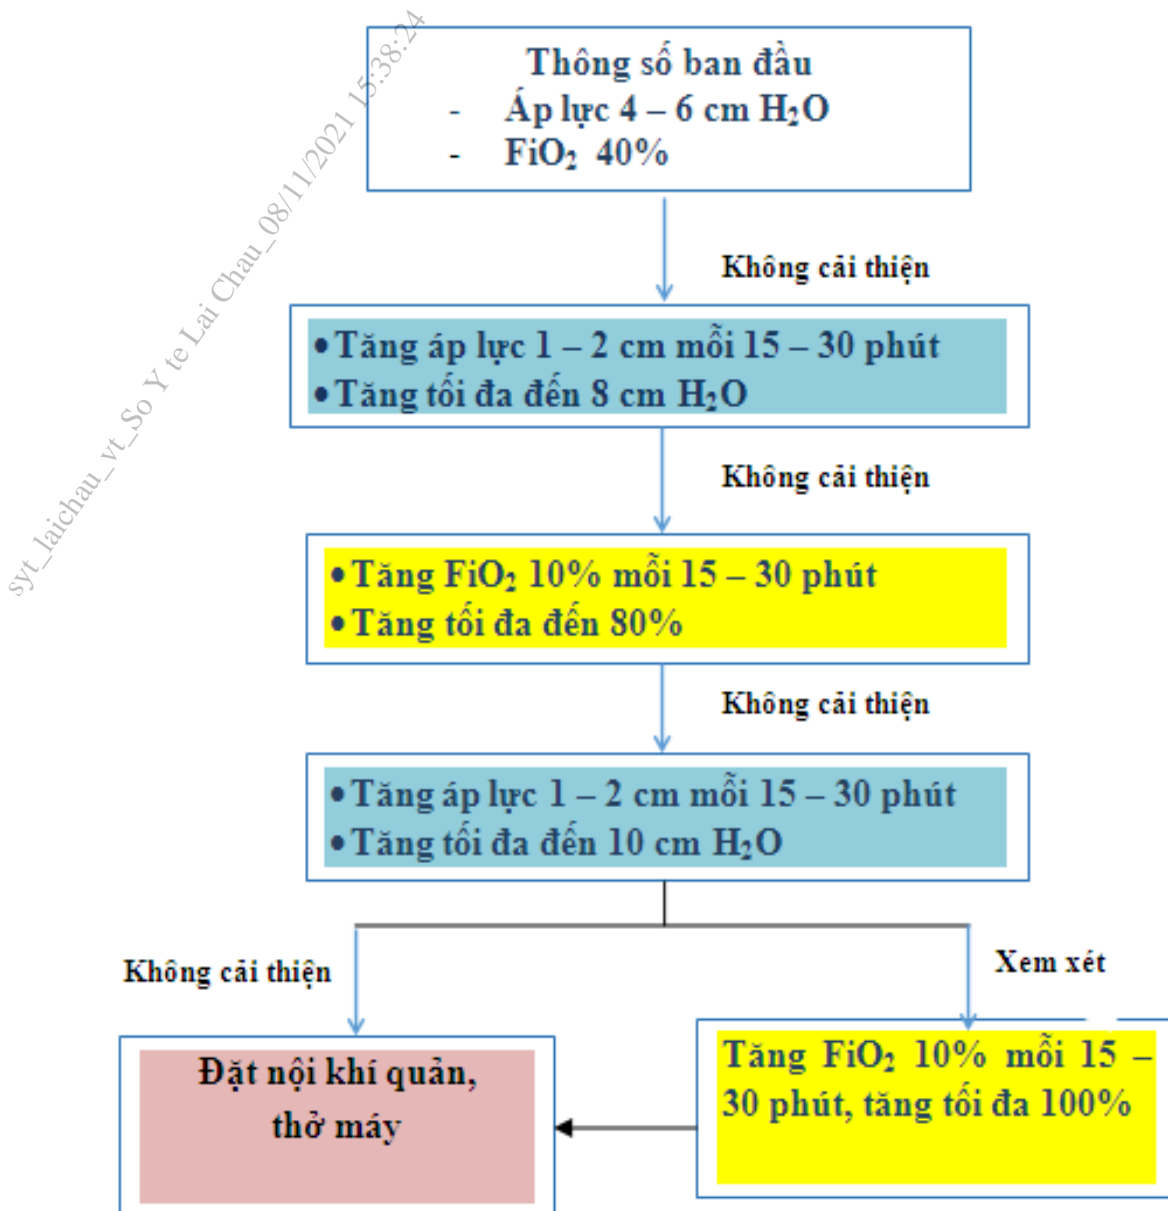 Thông số ban đầu
- Áp lực 4 – 6 cm H₂O
- FiO₂ 40%
Không cải thiện
• Tăng áp lực 1 – 2 cm mỗi 15 – 30 phút
• Tăng tối đa đến 8 cm H₂O
Không cải thiện
• Tăng FiO₂ 10% mỗi 15 – 30 phút
• Tăng tối đa đến 80%
Không cải thiện
• Tăng áp lực 1 – 2 cm mỗi 15 – 30 phút
• Tăng tối đa đến 10 cm H₂O
Không cải thiện
Xem xét
Đặt nội khí quản,
thở máy
Tăng FiO₂ 10% mỗi 15 –
30 phút, tăng tối đa 100%
syt_laichau_vt_So Y te Lai Chau_08/11/2021 15:38:24